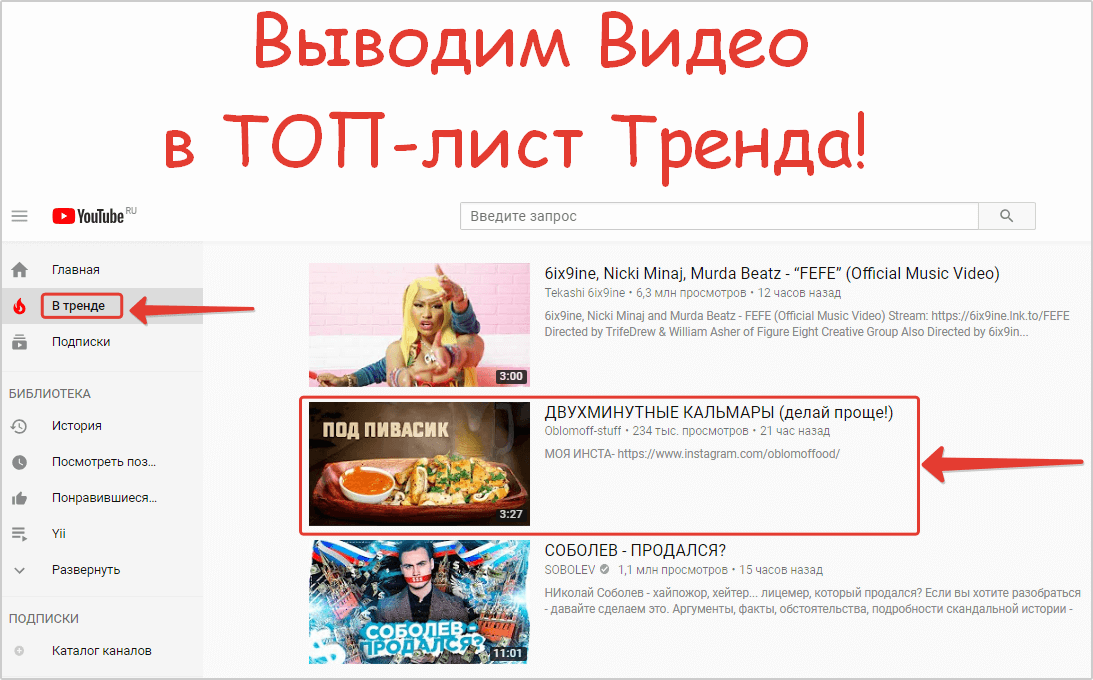 Выводим Видео
в ТОП-лист Тренда!
YouTube RU
Введите запрос
Главная
В тренде
Подписки
БИБЛИОТЕКА
История
Посмотреть поз...
Понравившиеся...
Yii
Развернуть
ПОДПИСКИ
Каталог каналов
3:00
6ix9ine, Nicki Minaj, Murda Beatz - “FEFE” (Official Music Video)
Tekashi 6ix9ine • 6,3 млн просмотров • 12 часов назад
6ix9ine, Nicki Minaj and Murda Beatz - FEFE (Official Music Video) Stream: https://6ix9ine.lnk.to/FEFE
Directed by TrifeDrew & William Asher of Figure Eight Creative Group Also Directed by 6ix9in...
ПОД ПИВАСИК
3:27
ДВУХМИНУТНЫЕ КАЛЬМАРЫ (делай проще!)
Oblomoff-stuff • 234 тыс. просмотров • 21 час назад
МОЯ ИНСТА- https://www.instagram.com/oblomoffood/
СОБОЛЕВ -
ПРОДАЛСЯ?
11:01
СОБОЛЕВ - ПРОДАЛСЯ?
SOBOLEV 1,1 млн просмотров • 15 часов назад
НИколай Соболев - хайпожор, хейтер... лицемер, который продался? Если вы хотите разобраться
- давайте сделаем это. Аргументы, факты, обстоятельства, подробности скандальной истории -